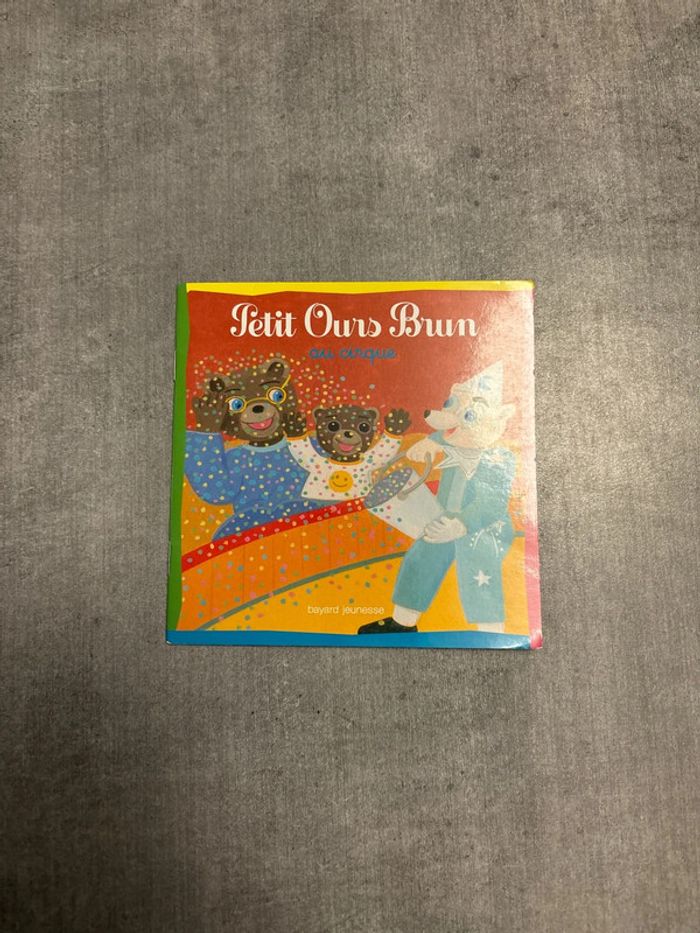 Petit Ours Brun
au cirque
bayard jeunesse